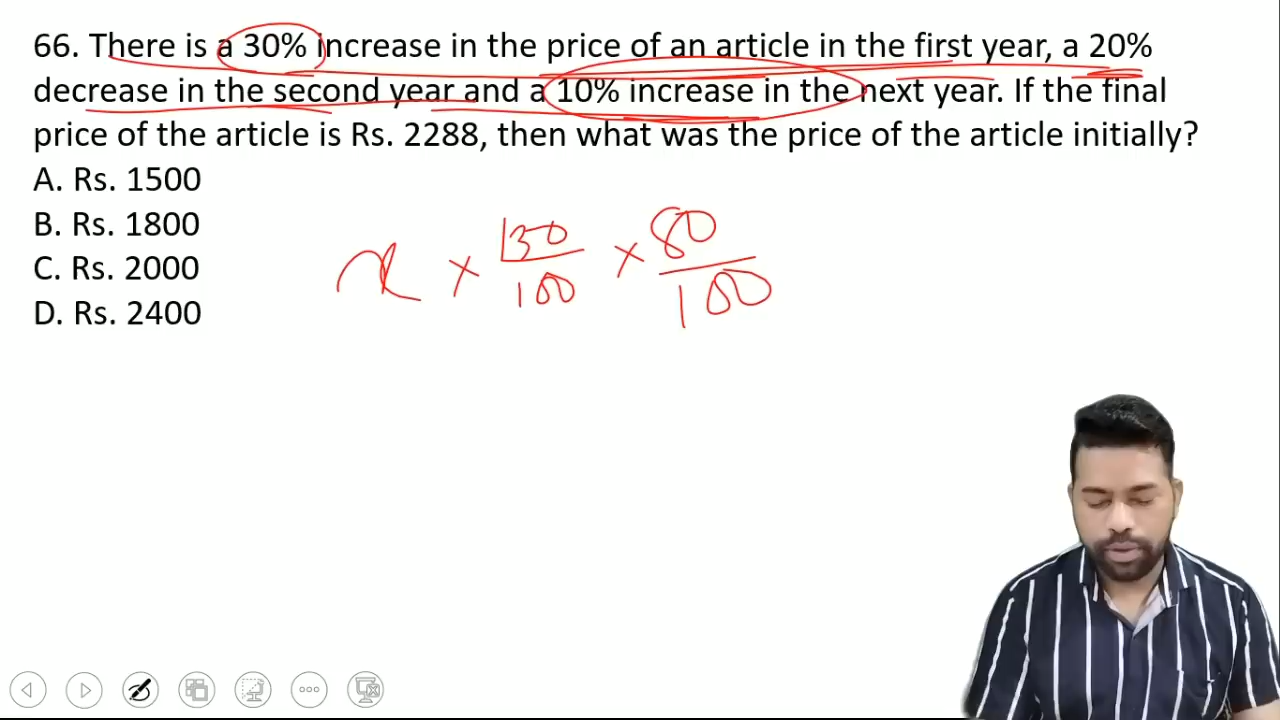 66. There is a 30% increase in the price of an article in the first year, a 20%
decrease in the second year and a 10% increase in the next year. If the final
price of the article is Rs. 2288, then what was the price of the article initially?
A. Rs. 1500
B. Rs. 1800
C. Rs. 2000
D. Rs. 2400
x × 130/100 × 80/100